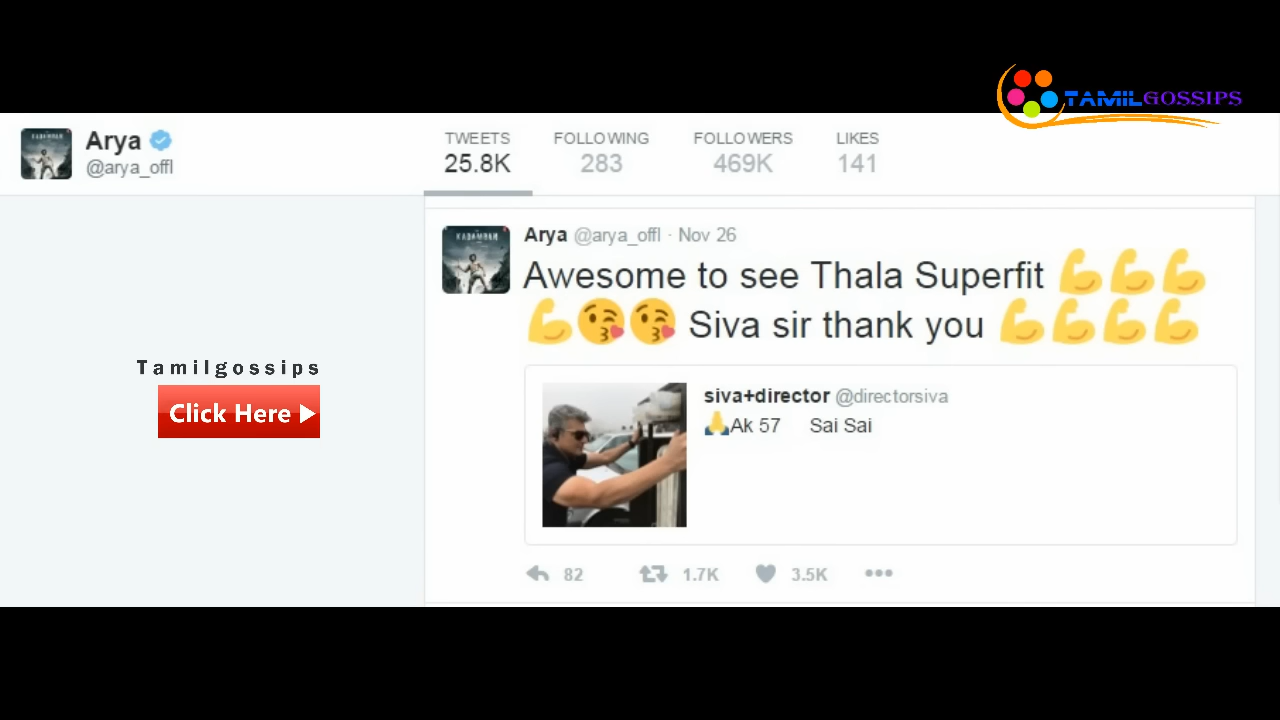 TAMILGOSSIPS
Arya
@arya_offl
TWEETS FOLLOWING FOLLOWERS LIKES
25.8K 283 469K 141
Arya @arya_offl · Nov 26
Awesome to see Thala Superfit 💪💪💪
💪😘😘 Siva sir thank you 💪💪💪💪
Tamilgossips
Click Here
siva+director @directorsiva
🙏Ak 57 Sai Sai
82 1.7K 3.5K